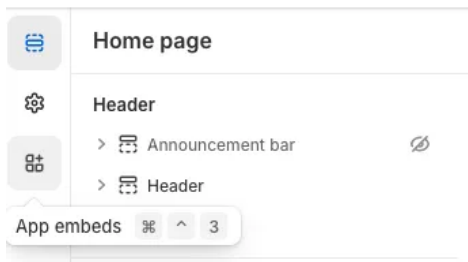 Home page
Header
Announcement bar
Header
App embeds ⌘ ^ 3